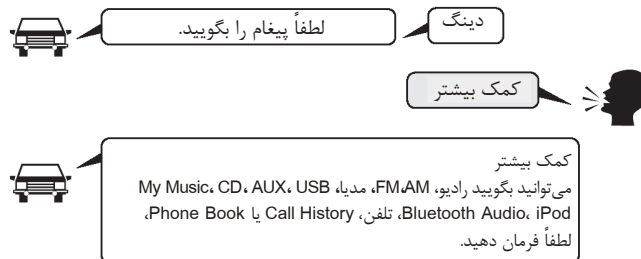 دینگ
لطفاً پیغام را بگویید.
کمک بیشتر
کمک بیشتر
می‌توانید بگویید رادیو، FM،AM، مدیا، My Music، CD، AUX، USB
Bluetooth Audio، iPod، تلفن، Call History یا Phone Book،
لطفاً فرمان دهید.